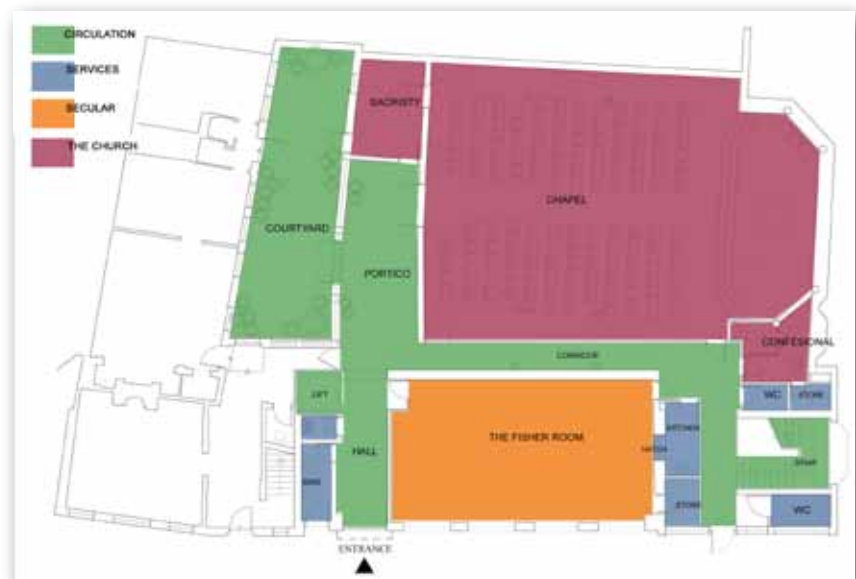 CIRCULATION
SERVICES
SECULAR
THE CHURCH
SACRISTY
CHAPEL
COURTYARD
PORTICO
CORRIDOR
CONFESIONAL
LIFT
WC
STORE
THE FISHER ROOM
KITCHEN
HATCH
HALL
STAIR
STORE
WC
ENTRANCE